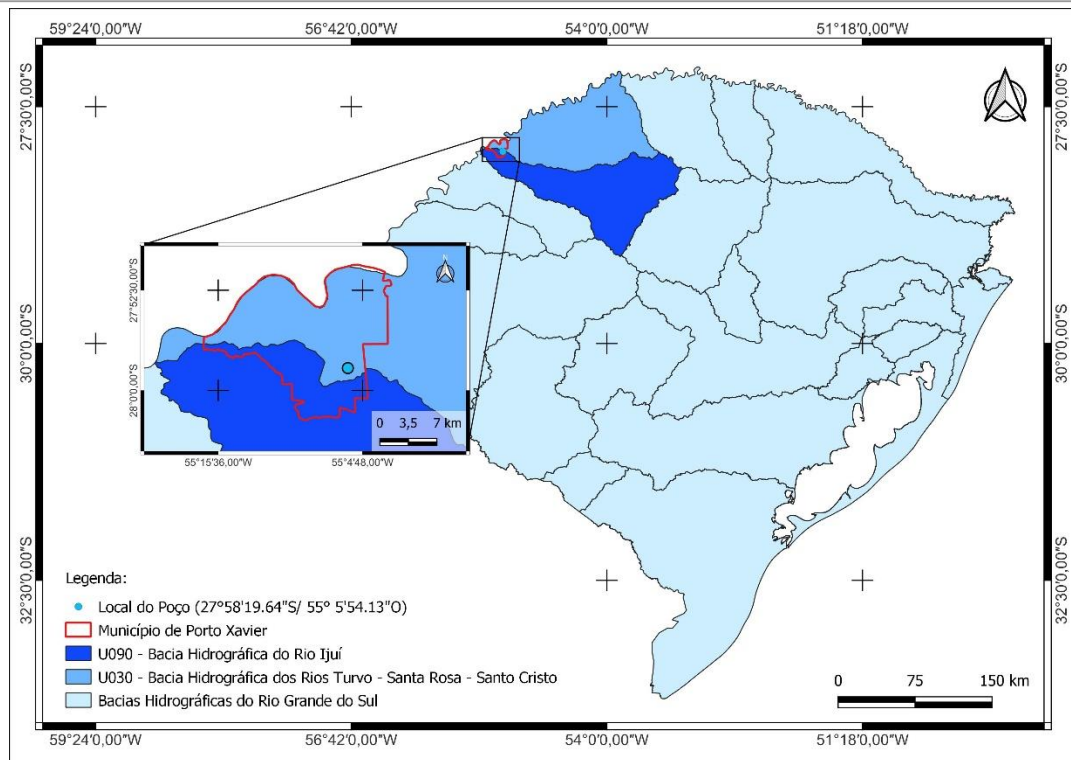 59°24'0,00"W 56°42'0,00"W 54°0'0,00"W 51°18'0,00"W
27°30'0,00"S 27°30'0,00"S
30°0'0,00"S 30°0'0,00"S
32°30'0,00"S 32°30'0,00"S
27°52'30,00"S
28°0'0,00"S
0 3,5 7 km
55°15'36,00"W 55°4'48,00"W
Legenda:
Local do Poço (27°58'19.64"S/ 55° 5'54.13"O)
Município de Porto Xavier
U090 - Bacia Hidrográfica do Rio Ijuí
U030 - Bacia Hidrográfica dos Rios Turvo - Santa Rosa - Santo Cristo
Bacias Hidrográficas do Rio Grande do Sul
0 75 150 km
59°24'0,00"W 56°42'0,00"W 54°0'0,00"W 51°18'0,00"W